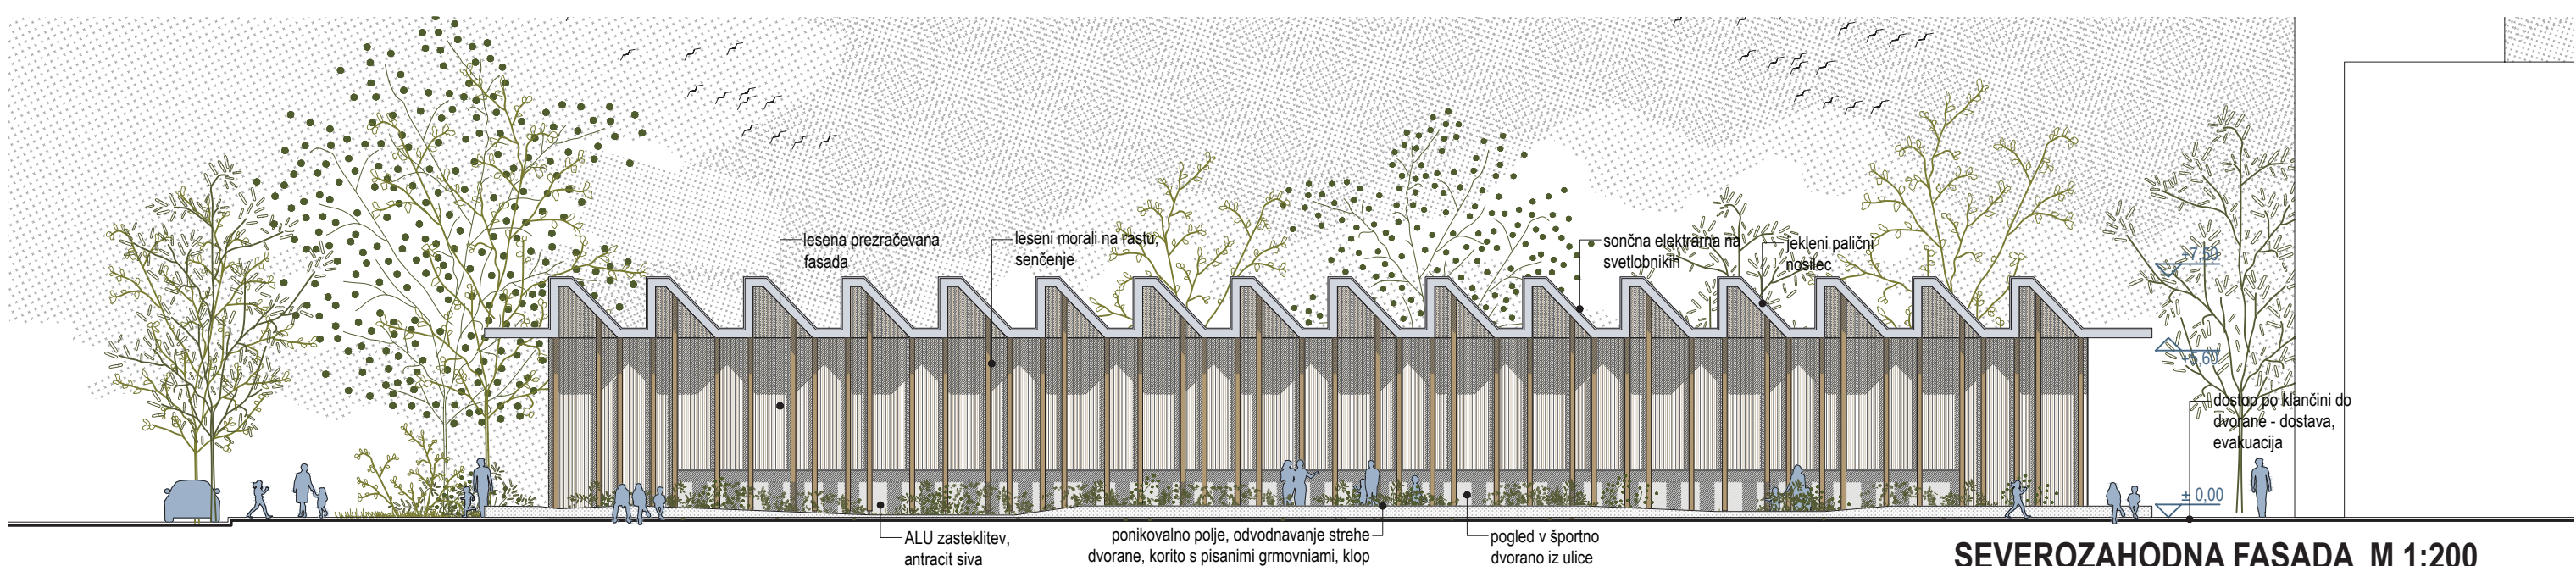 lesena prezračevana
fasada
leseni morali na rastu,
senčenje
sončna elektrarna na
svetlobnikih
jekleni palični
nosilec
+7,50
+5,60
dostop po klančini do
dvorane - dostava,
evakuacija
± 0,00
ALU zasteklitev,
antracit siva
ponikovalno polje, odvodnavanje strehe
dvorane, korito s pisanimi grmovniami, klop
pogled v športno
dvorano iz ulice
SEVEROZAHODNA FASADA M 1:200